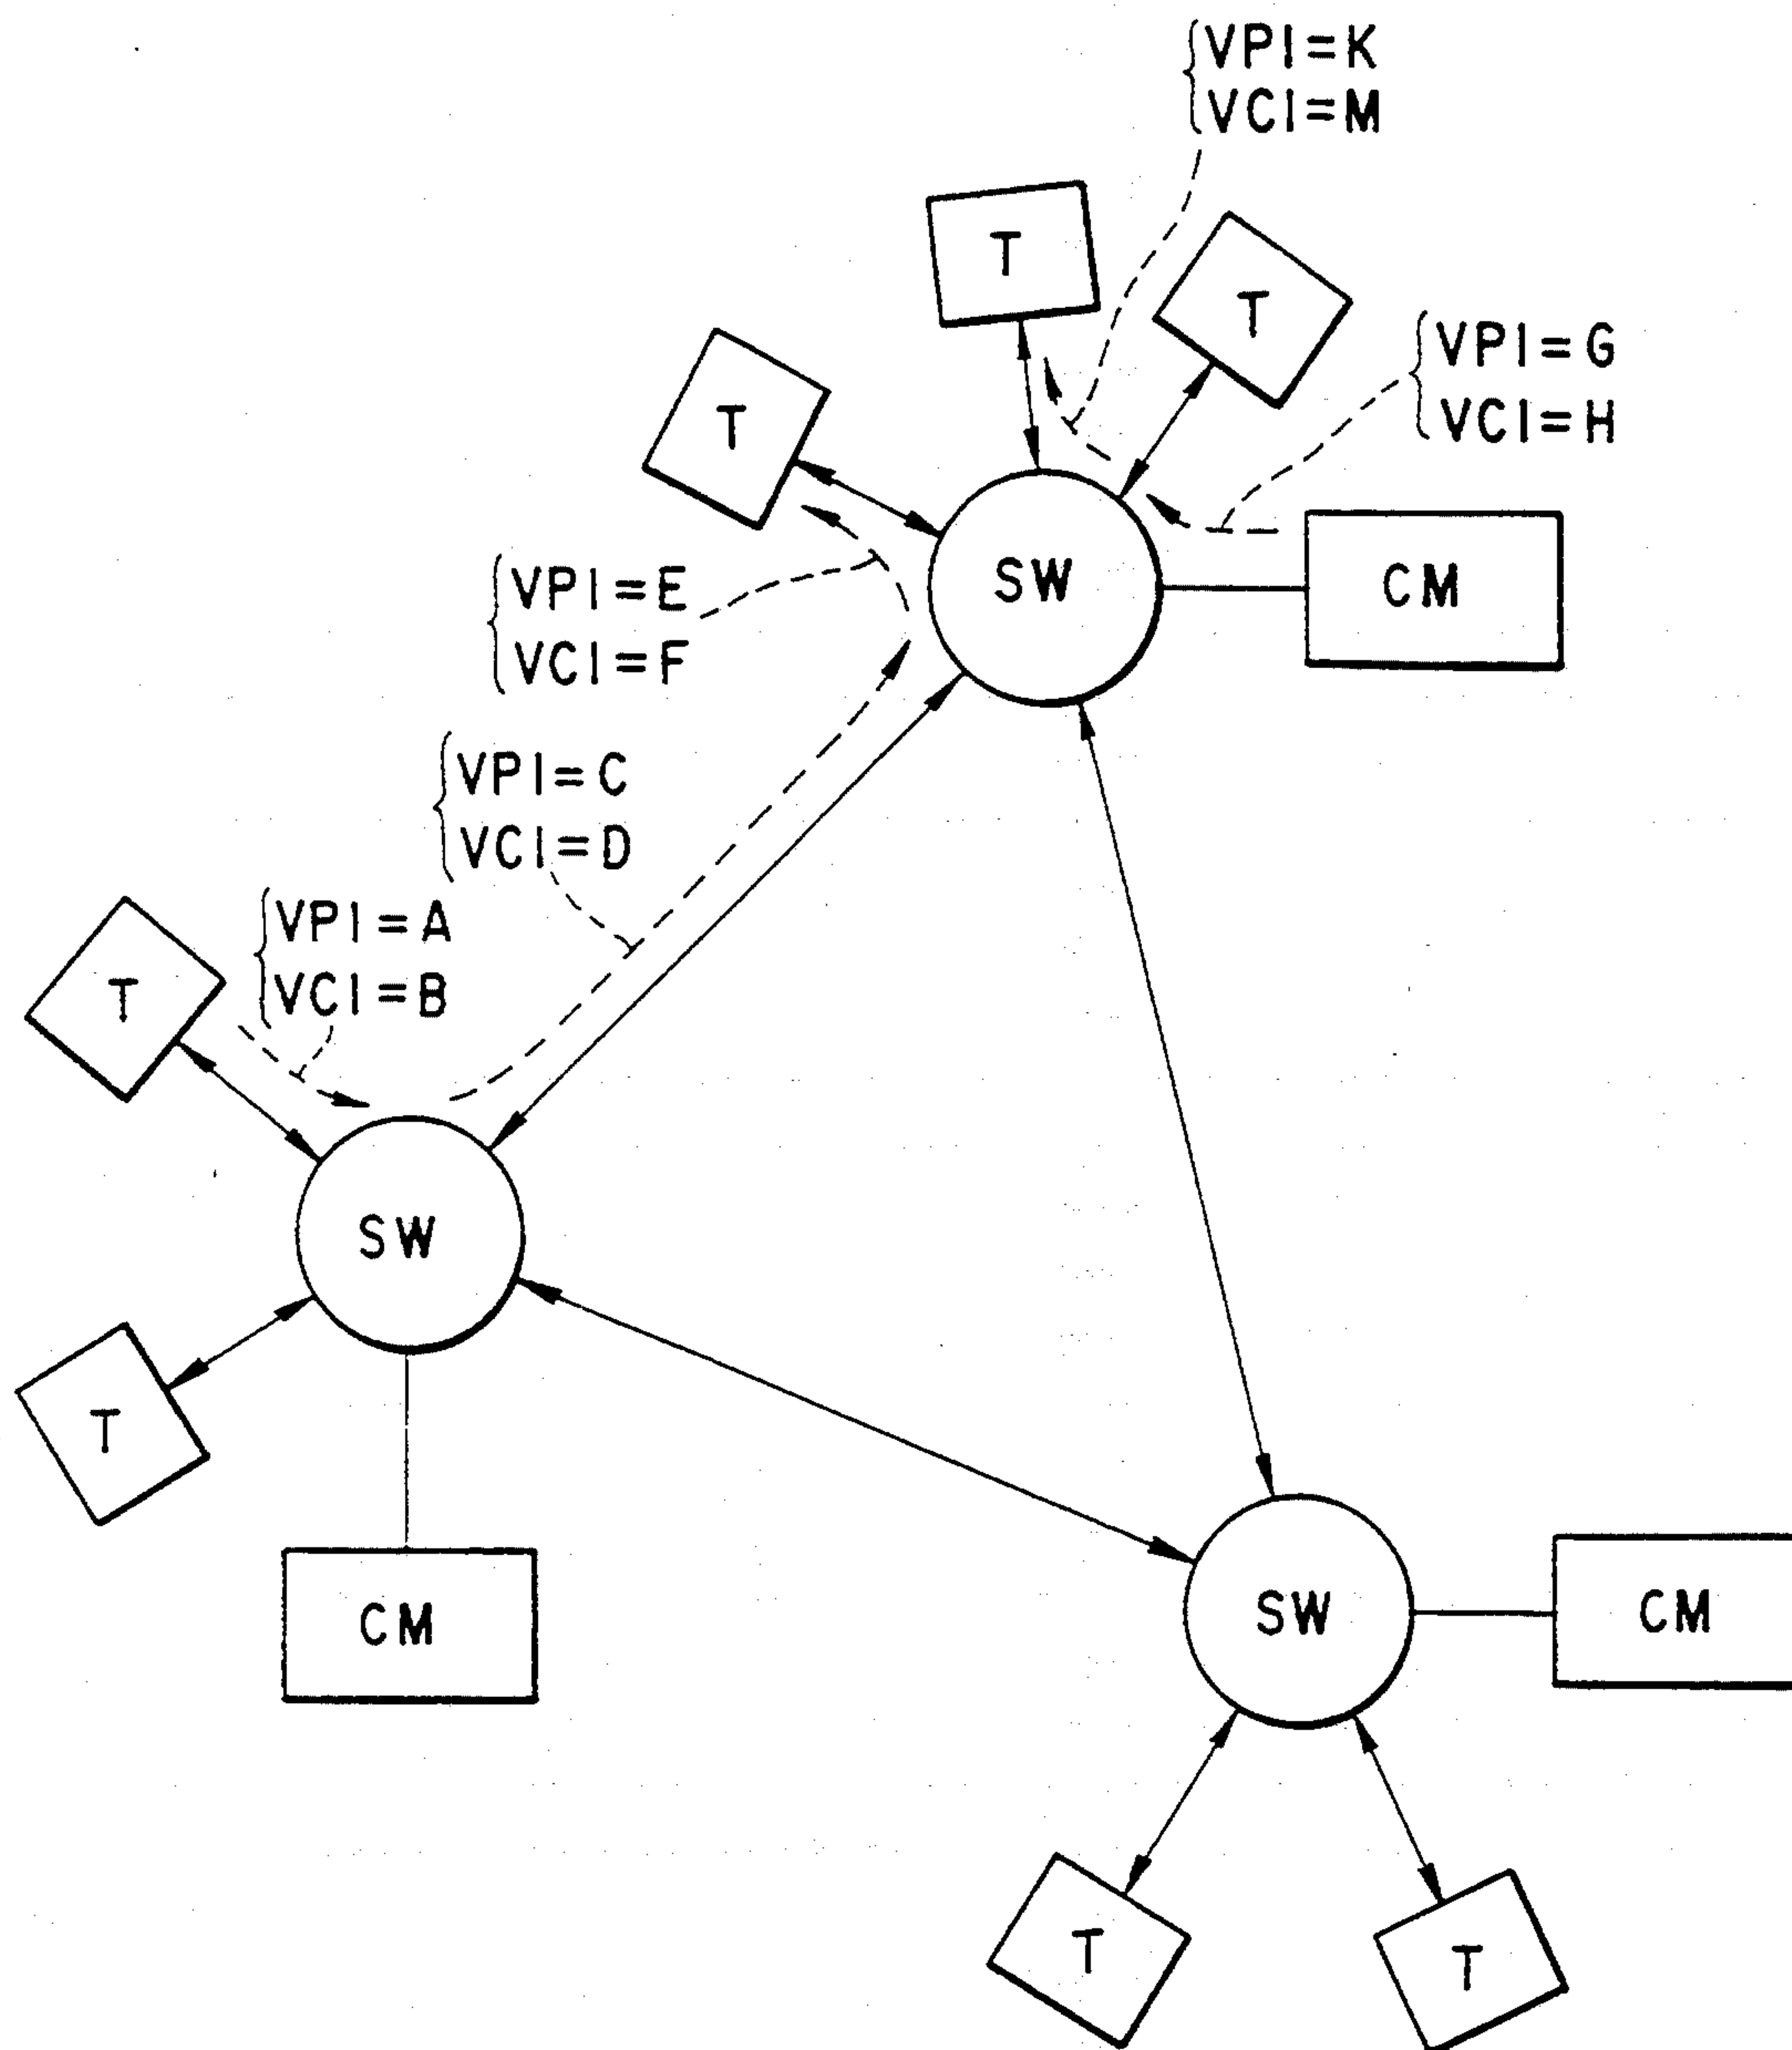 VPI=K
VCI=M
T
T
VPI=G
VCI=H
T
SW
CM
VPI=E
VCI=F
VPI=C
VCI=D
VPI=A
VCI=B
T
SW
T
CM
SW
CM
T
T